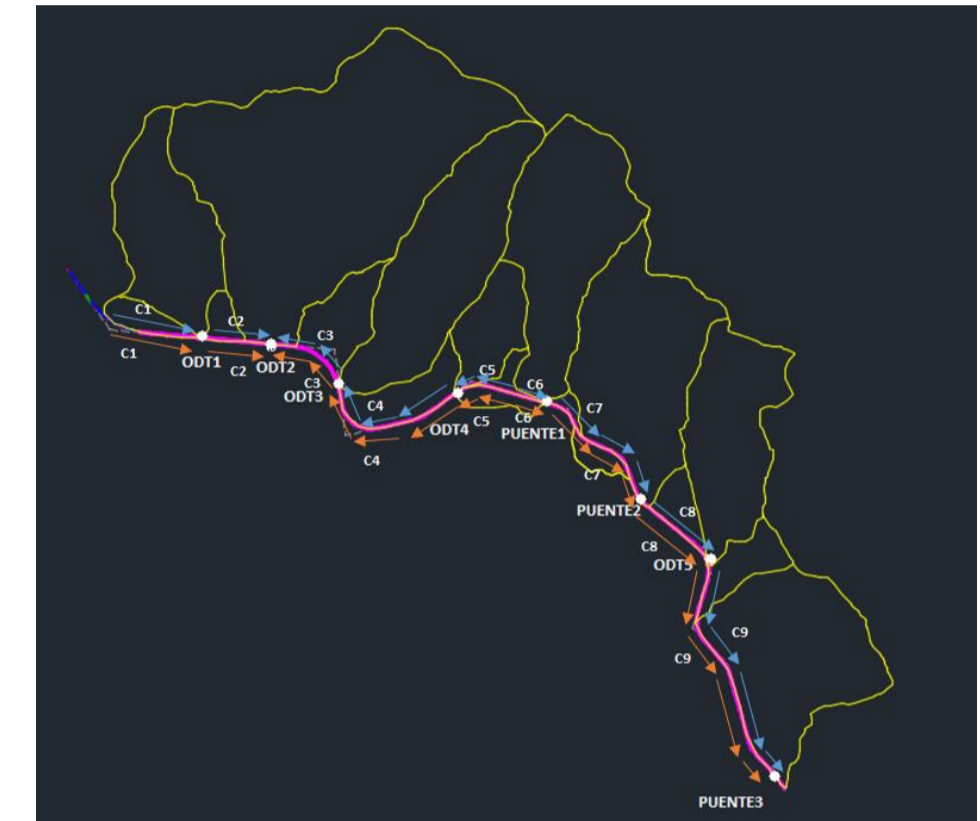 C1
C2
C3
C1
ODT1
C2
ODT2
C3
ODT3
C4
C4
C5
C6
ODT4
C5
C6
PUENTE1
C7
C7
PUENTE2
C8
C8
ODT5
C9
C9
PUENTE3